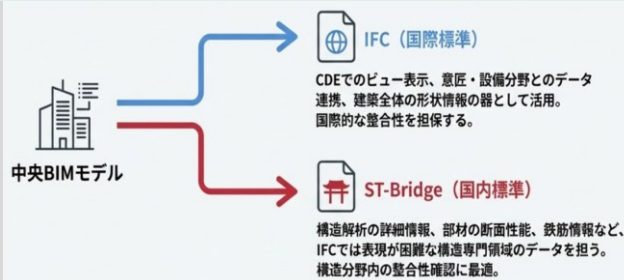 IFC（国際標準）
CDEでのビュー表示、意匠・設備分野とのデータ
連携、建築全体の形状情報の器として活用。
国際的な整合性を担保する。
中央BIMモデル
ST-Bridge（国内標準）
構造解析の詳細情報、部材の断面性能、鉄筋情報など、
IFCでは表現が困難な構造専門領域のデータを担う。
構造分野内の整合性確認に最適。